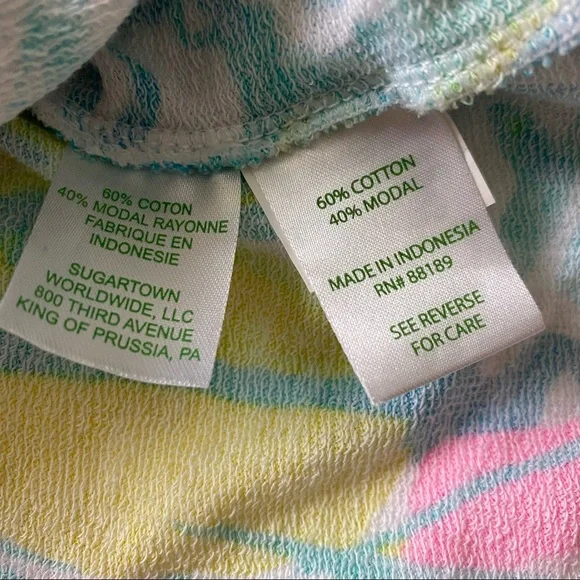 60% COTON
40% MODAL RAYONNE
FABRIQUE EN
INDONESIE
SUGARTOWN
WORLDWIDE, LLC
800 THIRD AVENUE
KING OF PRUSSIA, PA
60% COTTON
40% MODAL
MADE IN INDONESIA
RN# 88189
SEE REVERSE
FOR CARE